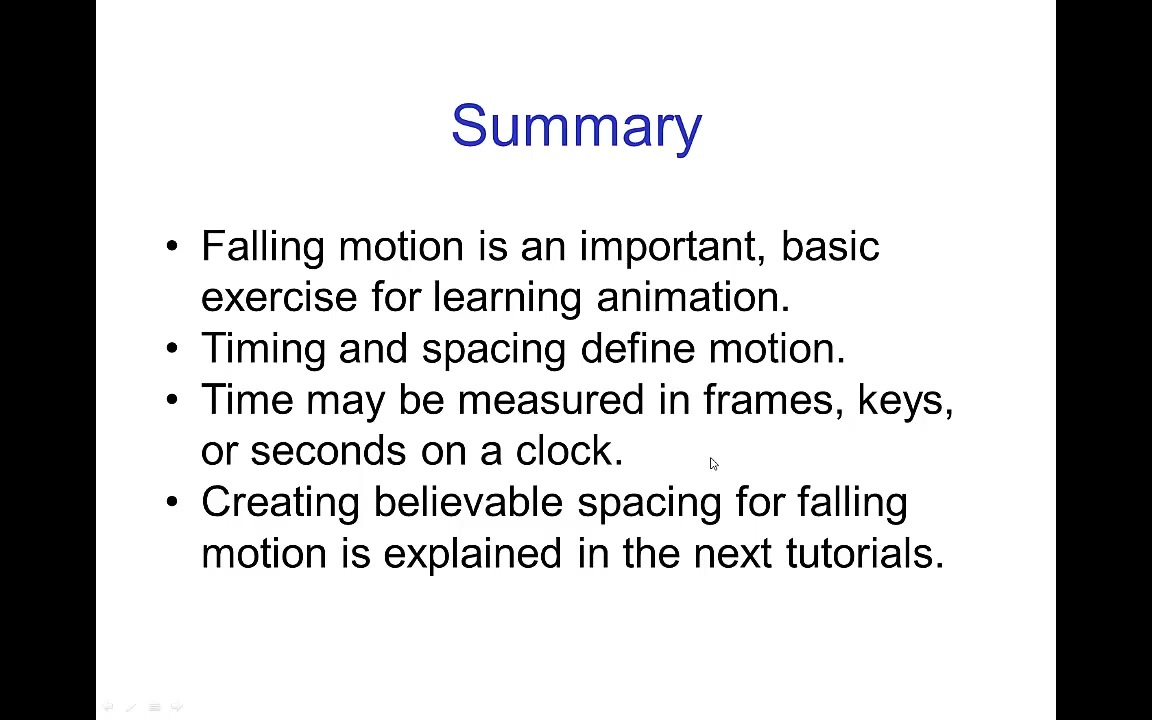 Summary
• Falling motion is an important, basic
exercise for learning animation.
• Timing and spacing define motion.
• Time may be measured in frames, keys,
or seconds on a clock.
• Creating believable spacing for falling
motion is explained in the next tutorials.